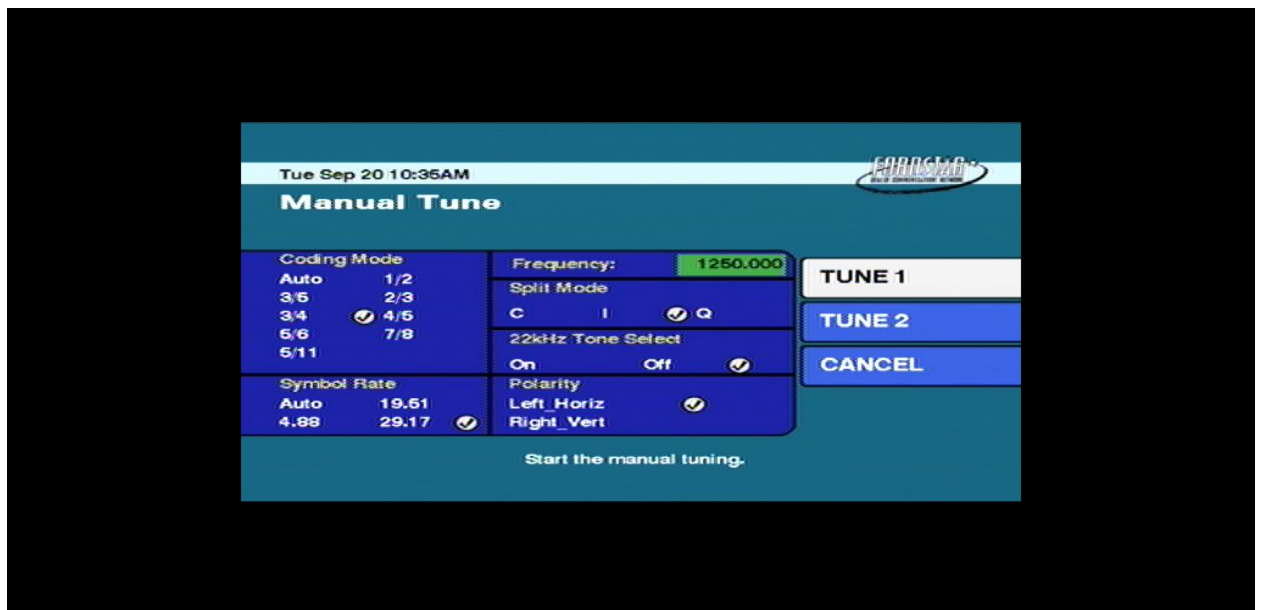 Tue Sep 20 10:35AM
FORDSTAR
Manual Tune
Coding Mode
Auto 1/2
3/5 2/3
3/4 4/5
5/6 7/8
5/11
Symbol Rate
Auto 19.51
4.88 29.17
Frequency: 1250.000
Split Mode
C I Q
22kHz Tone Select
On Off
Polarity
Left_Horiz
Right_Vert
TUNE 1
TUNE 2
CANCEL
Start the manual tuning.